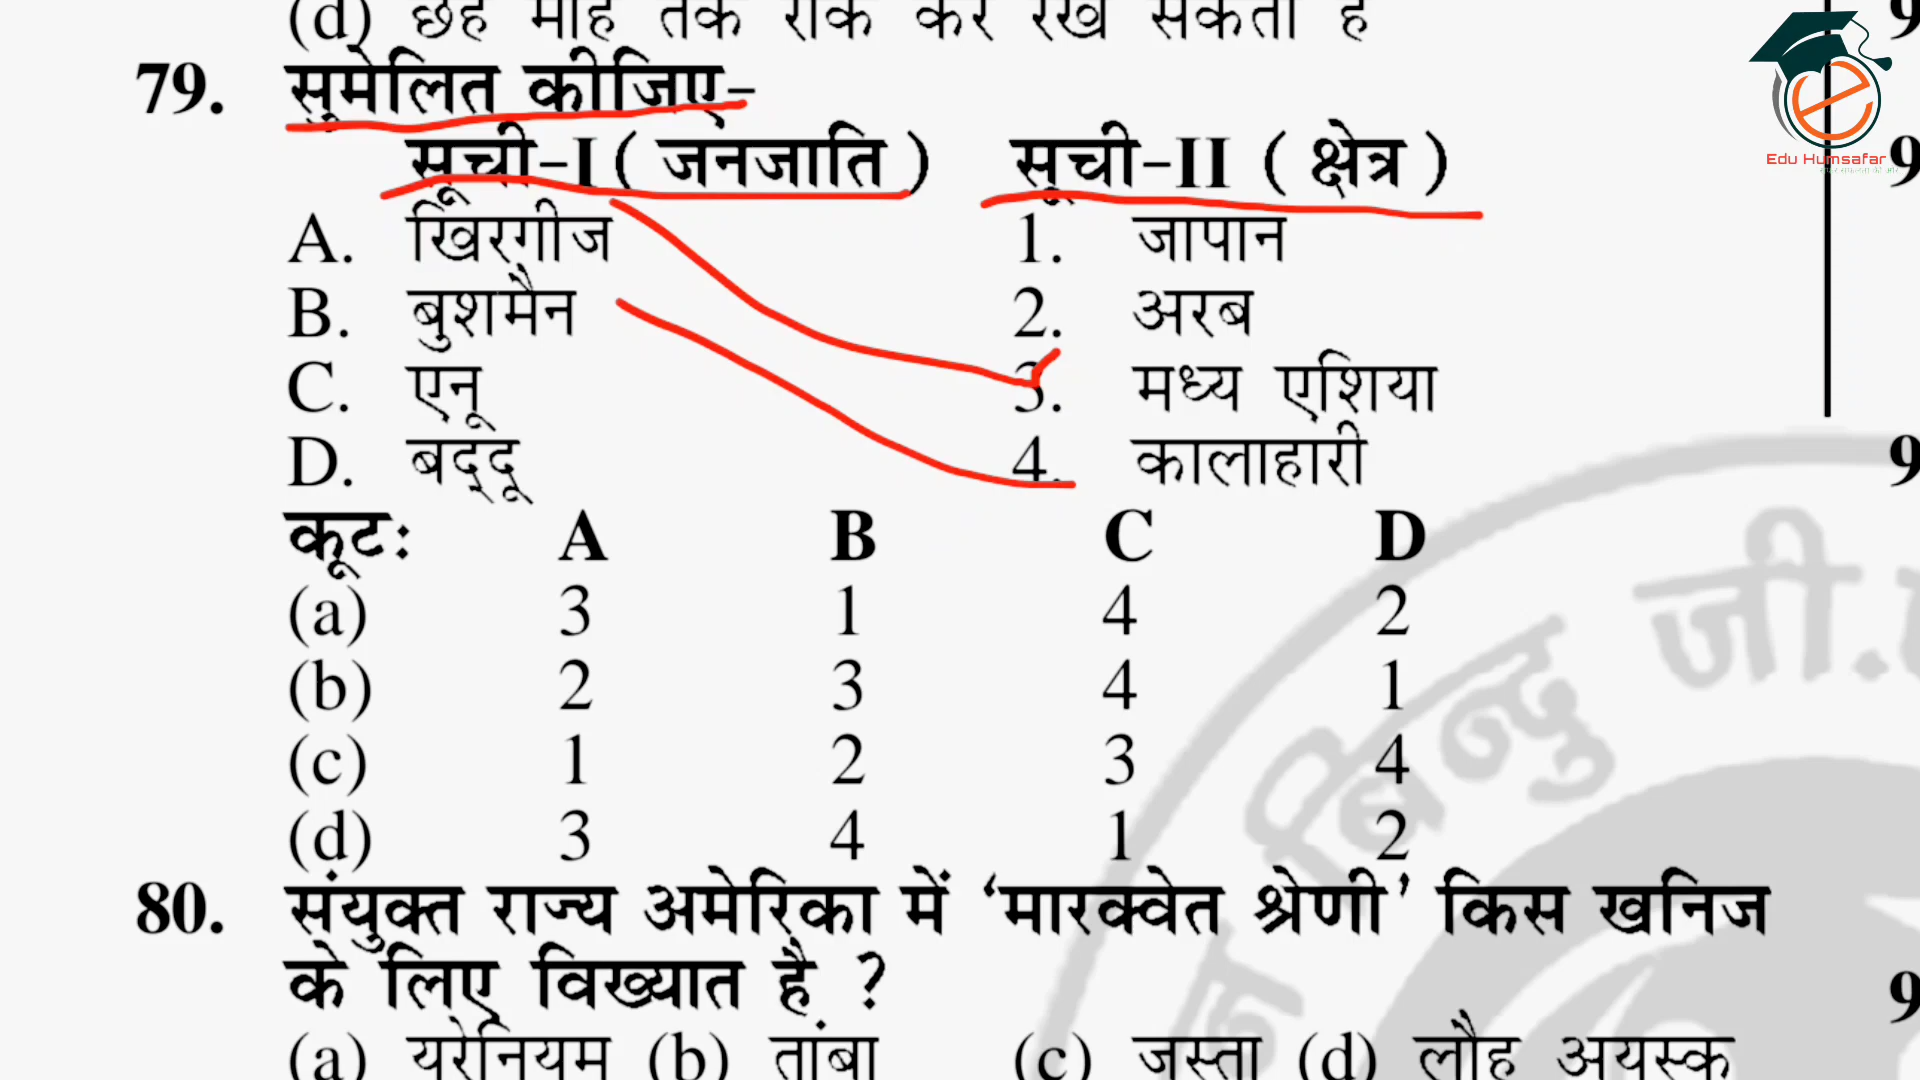 (d) छह माह तक रोक कर रख सकता है
79. सुमेलित कीजिए-
सूची-I ( जनजाति ) सूची-II ( क्षेत्र )
A. खिरगीज 1. जापान
B. बुशमैन 2. अरब
C. एनू 3. मध्य एशिया
D. बद्दू 4. कालाहारी
कूटः A B C D
(a) 3 1 4 2
(b) 2 3 4 1
(c) 1 2 3 4
(d) 3 4 1 2
80. संयुक्त राज्य अमेरिका में ‘मारक्वेत श्रेणी’ किस खनिज
के लिए विख्यात है ?
(a) यूरेनियम (b) तांबा (c) जस्ता (d) लौह अयस्क
Edu Humsafar
बिन्दु जी.